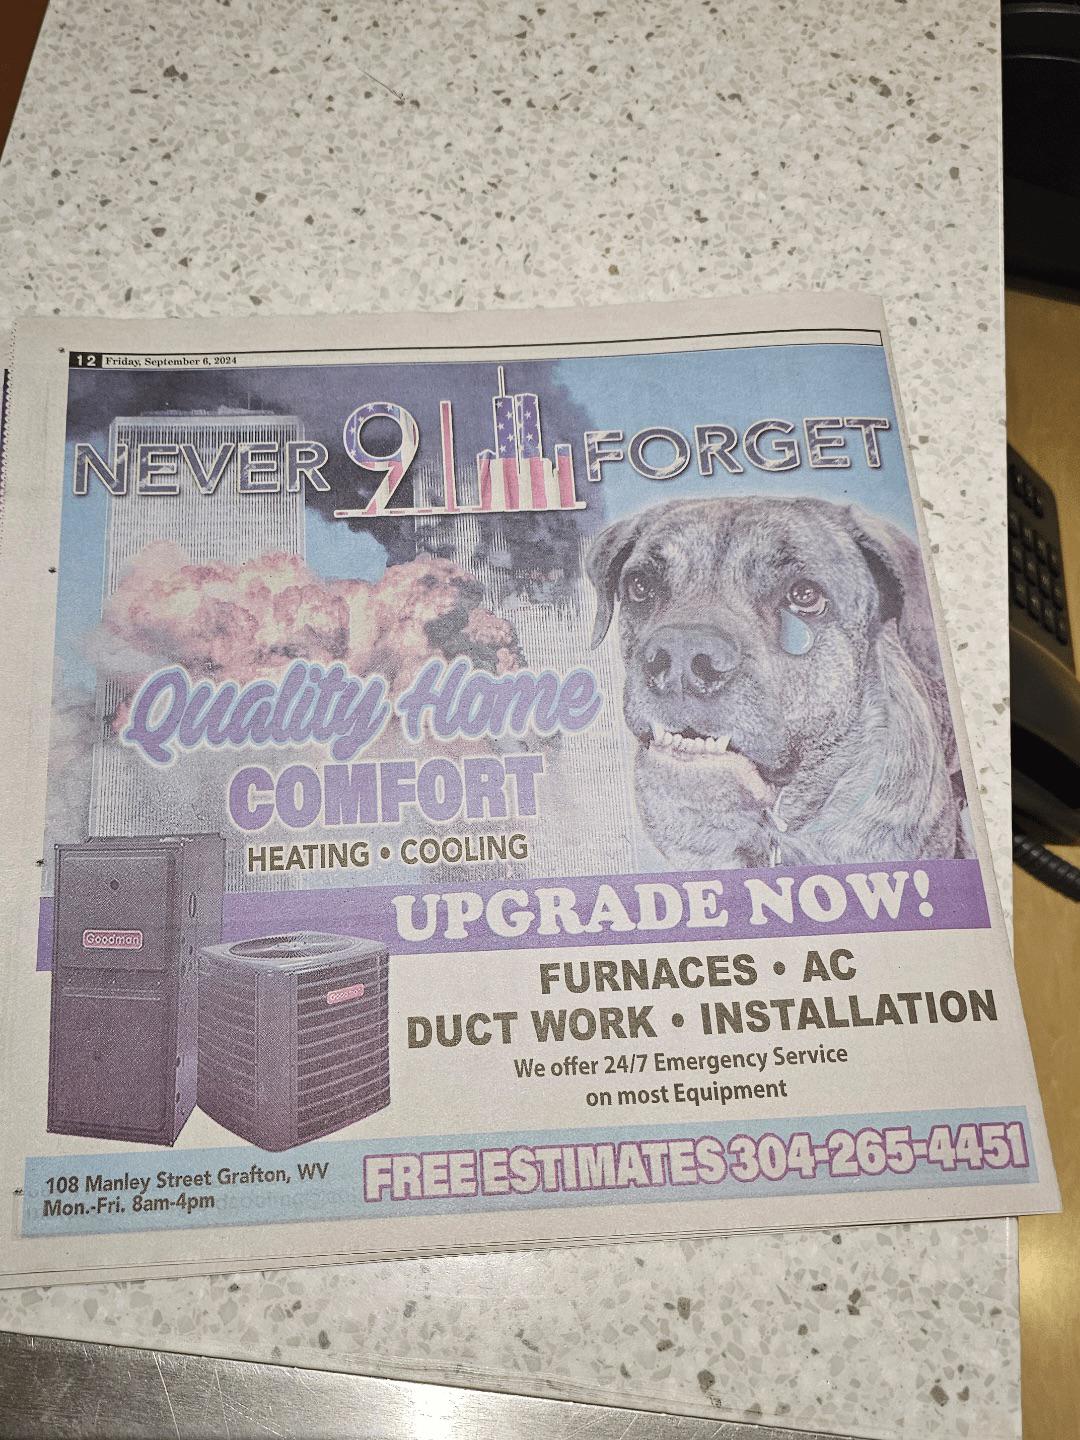 12 Friday, September 6, 2024
NEVER 911 FORGET
Quality Home
COMFORT
HEATING • COOLING
UPGRADE NOW!
Goodman
Goodman
FURNACES • AC
DUCT WORK • INSTALLATION
We offer 24/7 Emergency Service
on most Equipment
108 Manley Street Grafton, WV
Mon.-Fri. 8am-4pm
FREE ESTIMATES 304-265-4451